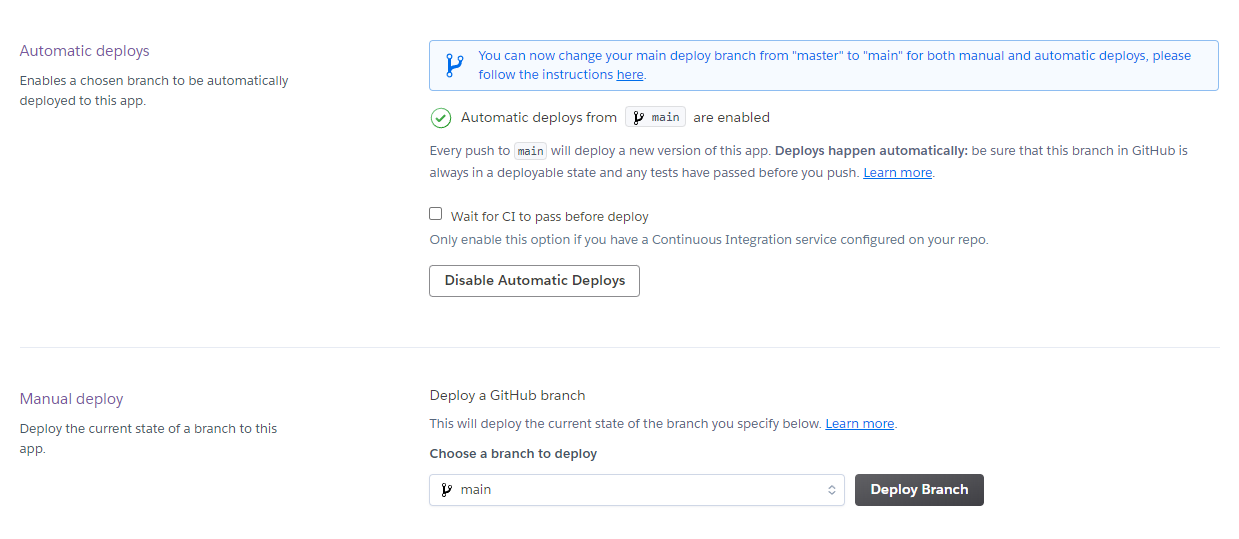 Automatic deploys
Enables a chosen branch to be automatically
deployed to this app.
You can now change your main deploy branch from "master" to "main" for both manual and automatic deploys, please
follow the instructions here.
Automatic deploys from main are enabled
Every push to main will deploy a new version of this app. Deploys happen automatically: be sure that this branch in GitHub is
always in a deployable state and any tests have passed before you push. Learn more.
Wait for CI to pass before deploy
Only enable this option if you have a Continuous Integration service configured on your repo.
Disable Automatic Deploys
Manual deploy
Deploy the current state of a branch to this
app.
Deploy a GitHub branch
This will deploy the current state of the branch you specify below. Learn more.
Choose a branch to deploy
main
Deploy Branch